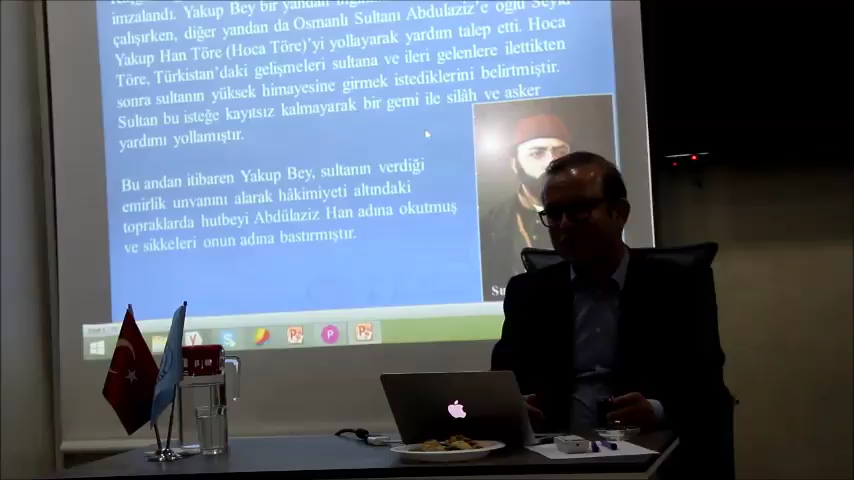 imzalandı. Yakup Bey bir yandan
çalışırken, diğer yandan da Osmanlı Sultanı Abdulaziz'e oğlu Seyid
Yakup Han Töre (Hoca Töre)'yi yollayarak yardım talep etti. Hoca
Töre, Türkistan'daki gelişmeleri sultana ve ileri gelenlere ilettikten
sonra sultanın yüksek himayesine girmek istediklerini belirtmiştir.
Sultan bu isteğe kayıtsız kalmayarak bir gemi ile silâh ve asker
yardımı yollamıştır.
Bu andan itibaren Yakup Bey, sultanın verdiği
emirlik unvanını alarak hâkimiyeti altındaki
topraklarda hutbeyi Abdülaziz Han adına okutmuş
ve sikkeleri onun adına bastırmıştır.
Su